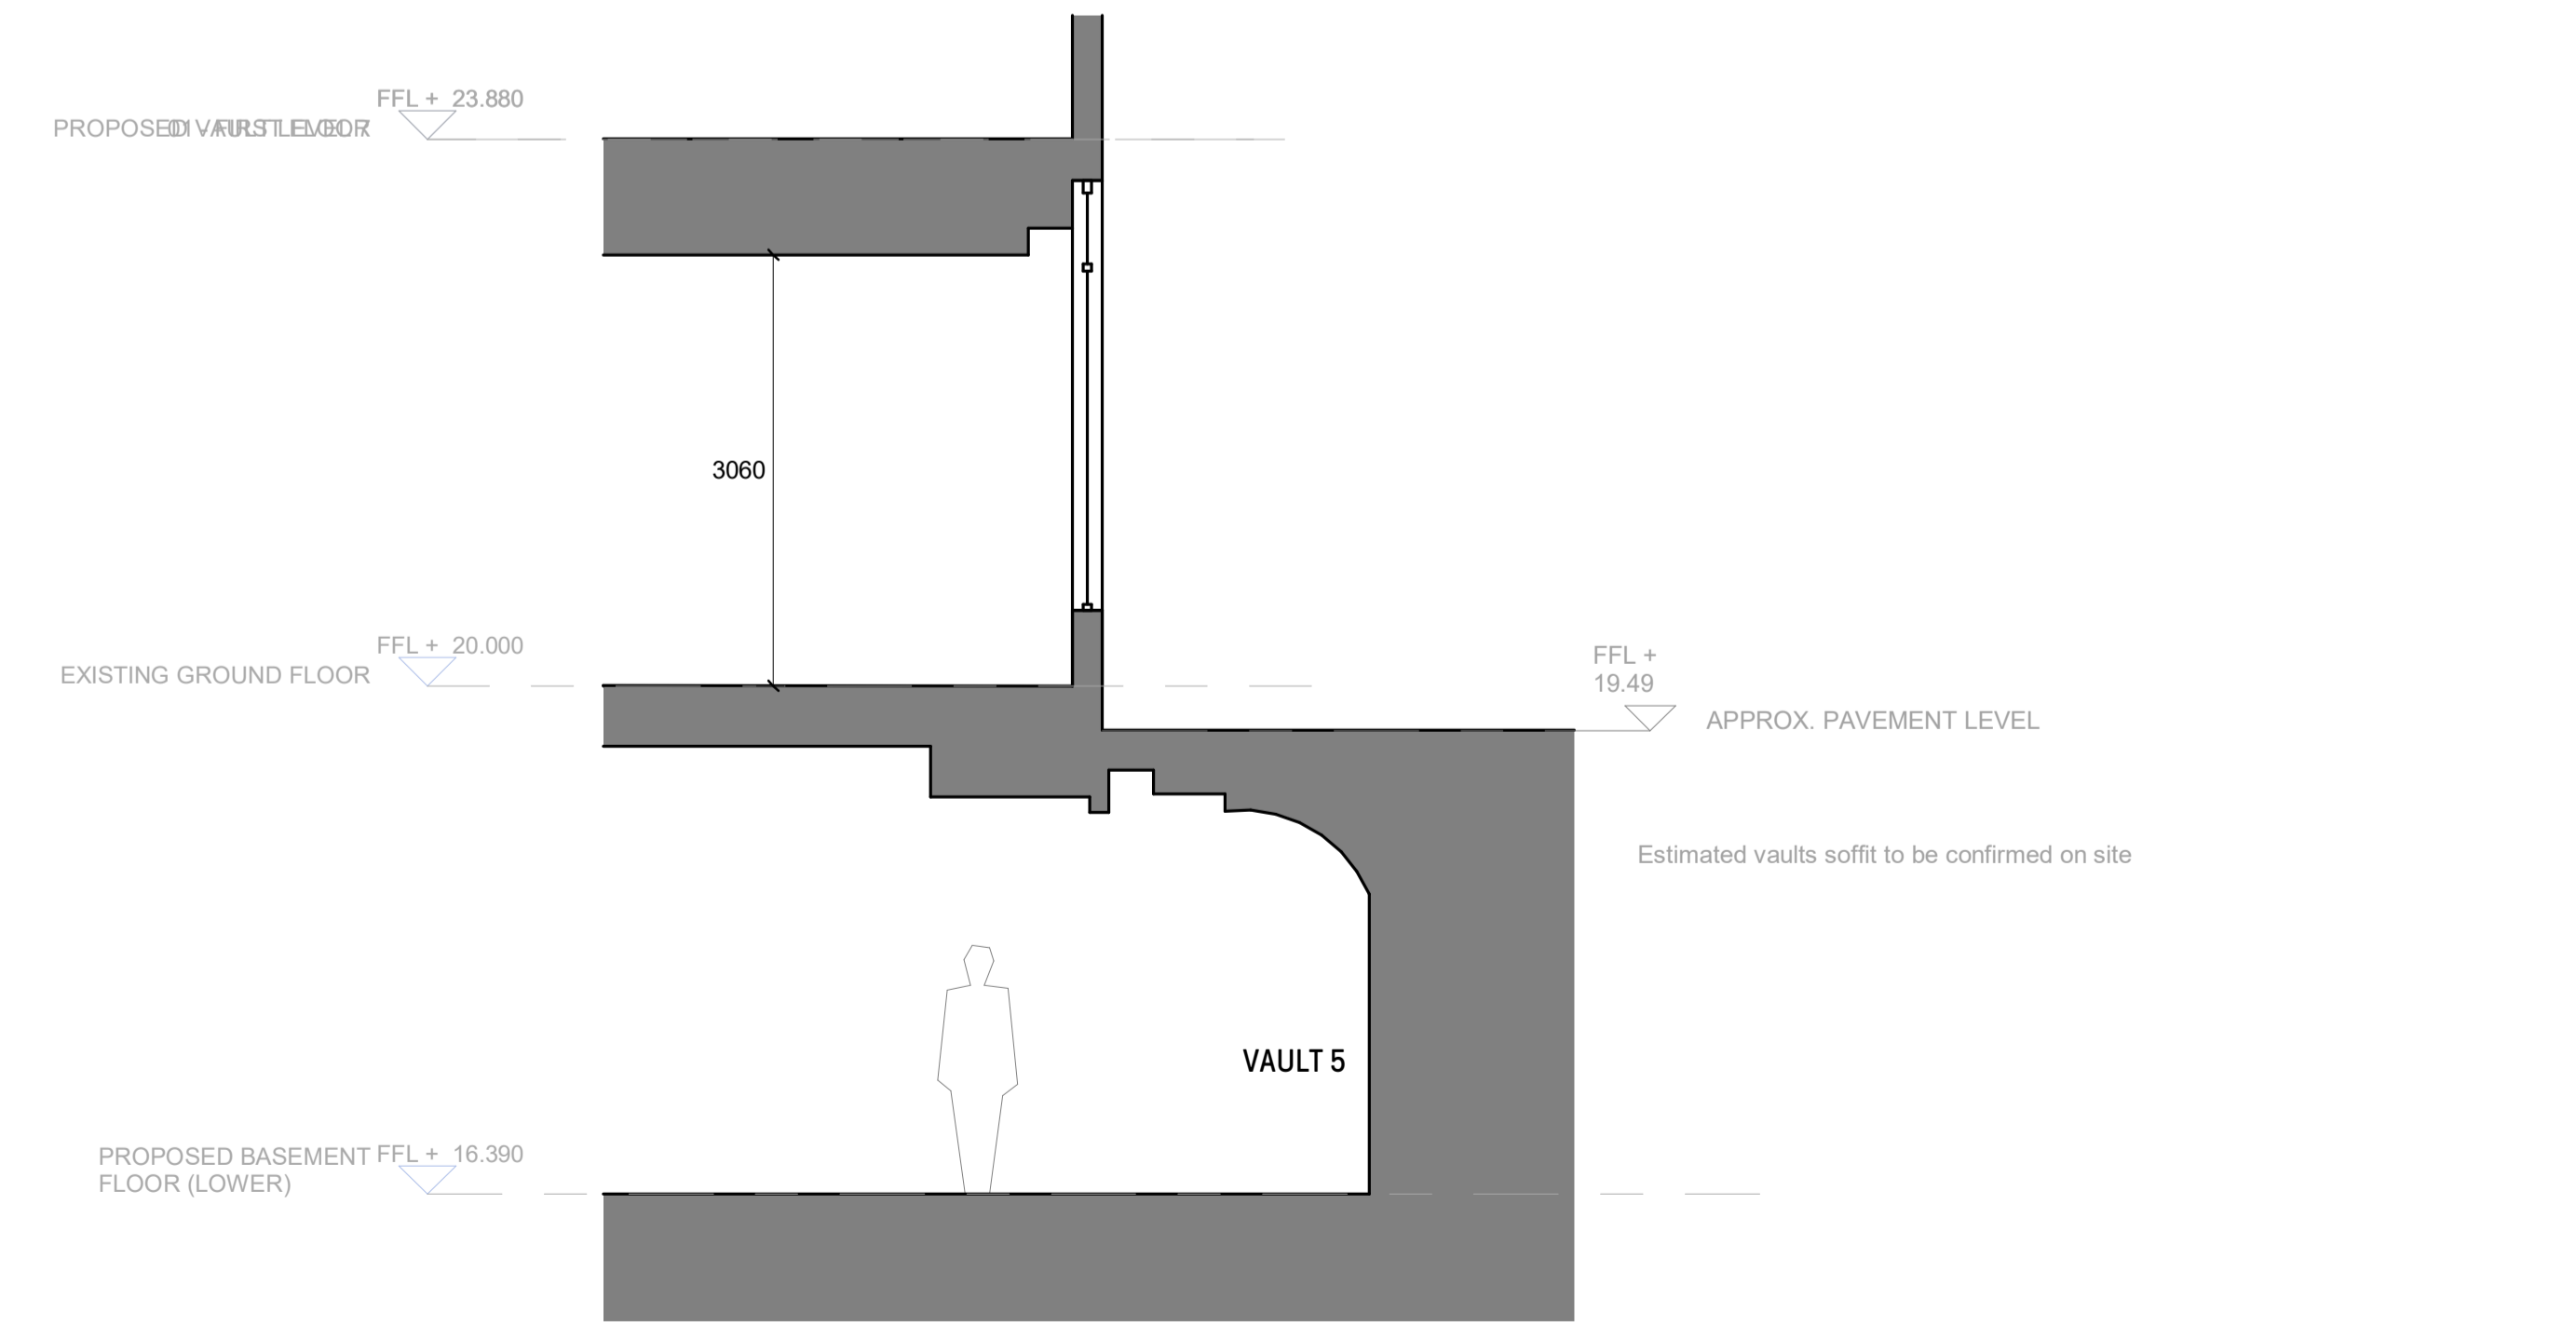 FFL + 23.880
3060
FFL + 20.000
EXISTING GROUND FLOOR
FFL +
19.49
APPROX. PAVEMENT LEVEL
Estimated vaults soffit to be confirmed on site
VAULT 5
PROPOSED BASEMENT FFL + 16.390
FLOOR (LOWER)